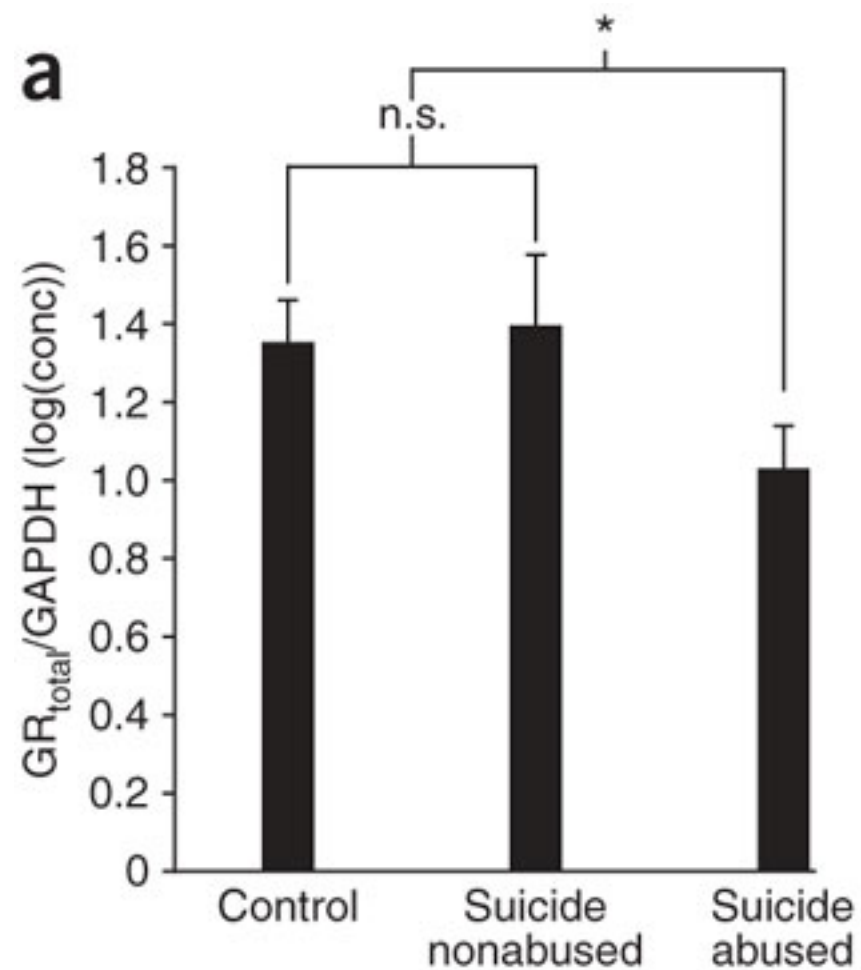 a
*
n.s.
1.8
1.6
1.4
1.2
1.0
0.8
0.6
0.4
0.2
0
GRtotal/GAPDH (log(conc))
Control
Suicide
nonabused
Suicide
abused